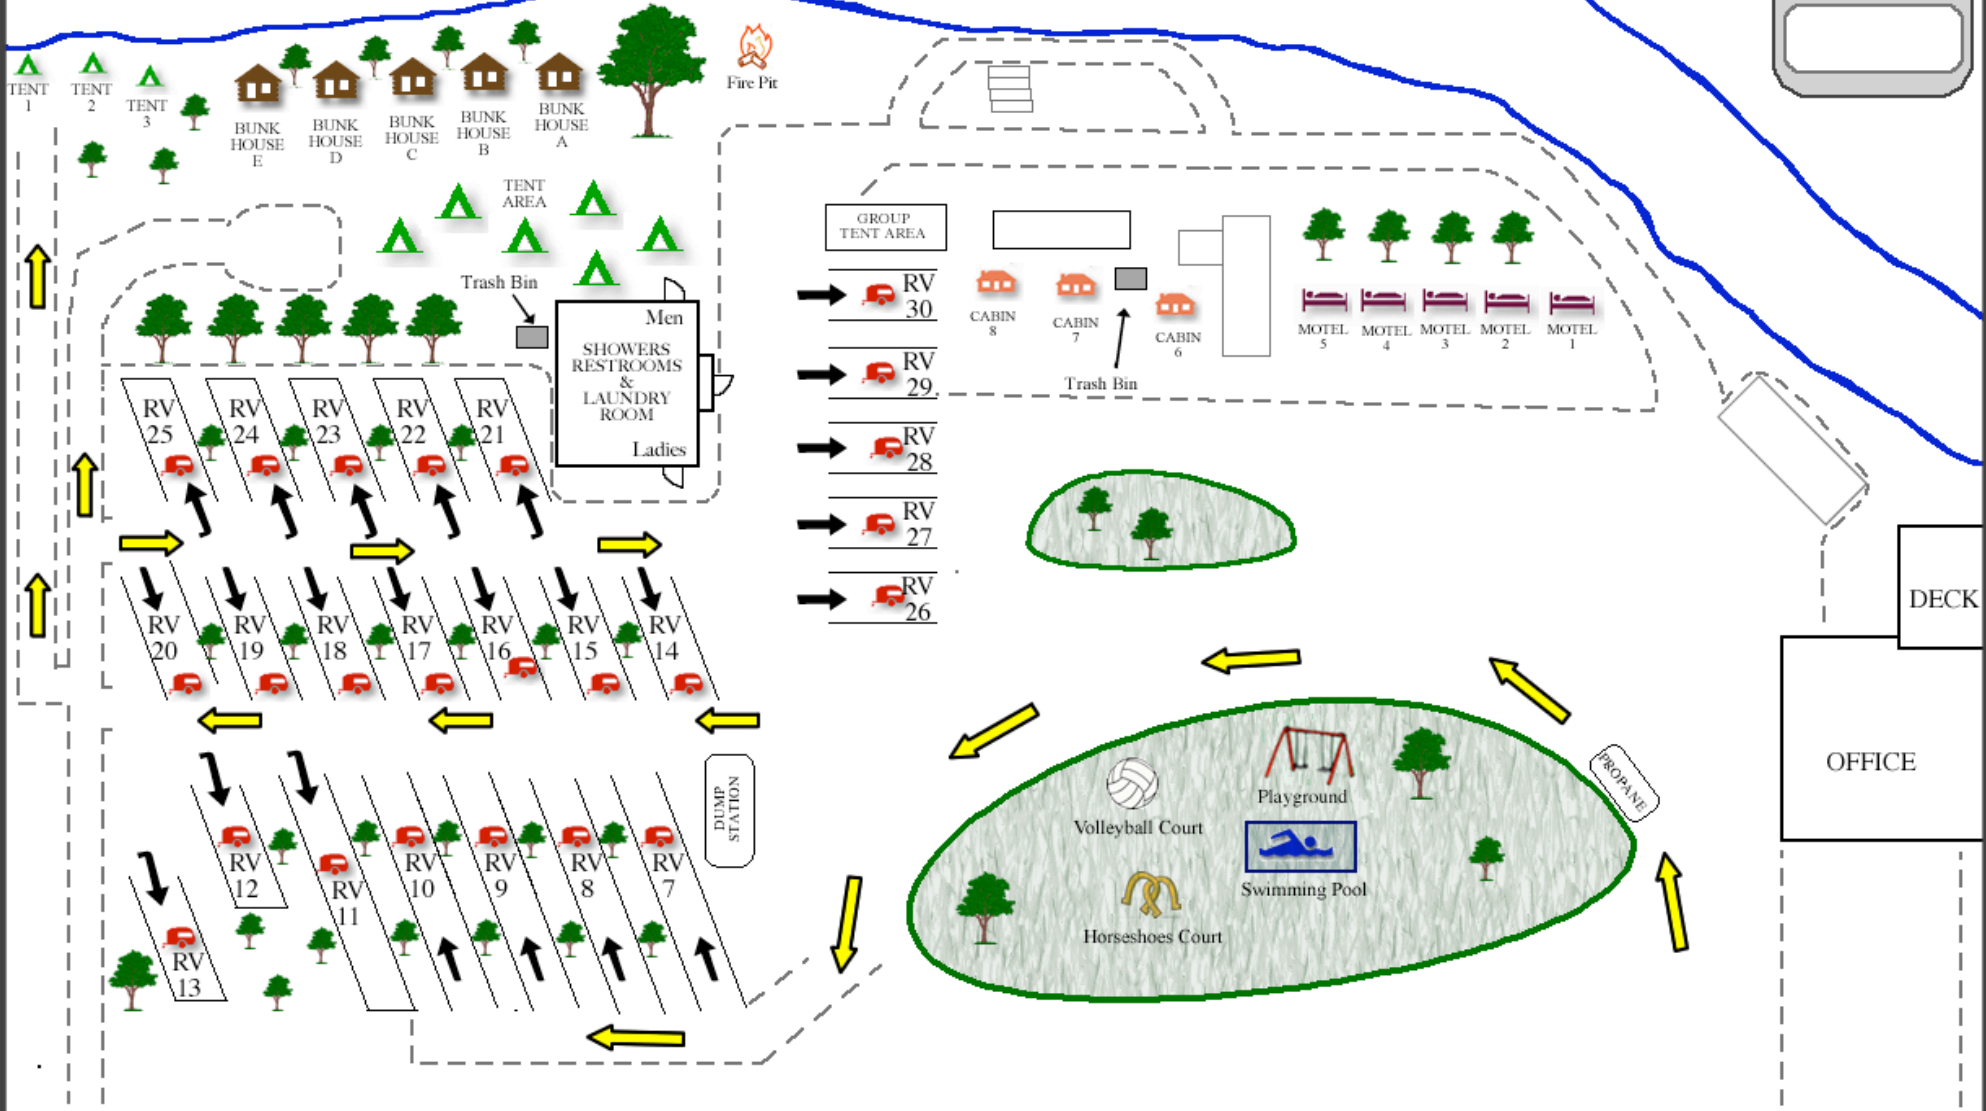 Fire Pit
TENT
1
TENT
2
TENT
3
BUNK
HOUSE
E
BUNK
HOUSE
D
BUNK
HOUSE
C
BUNK
HOUSE
B
BUNK
HOUSE
A
TENT
AREA
Trash Bin
Men
SHOWERS
RESTROOMS
&
LAUNDRY
ROOM
Ladies
GROUP
TENT AREA
RV
30
RV
29
RV
28
RV
27
RV
26
CABIN
8
CABIN
7
CABIN
6
Trash Bin
MOTEL
5
MOTEL
4
MOTEL
3
MOTEL
2
MOTEL
1
RV
25
RV
24
RV
23
RV
22
RV
21
RV
20
RV
19
RV
18
RV
17
RV
16
RV
15
RV
14
DECK
OFFICE
PROPANE
DUMP
STATION
Playground
Volleyball Court
Swimming Pool
Horseshoes Court
RV
12
RV
11
RV
10
RV
9
RV
8
RV
7
RV
13